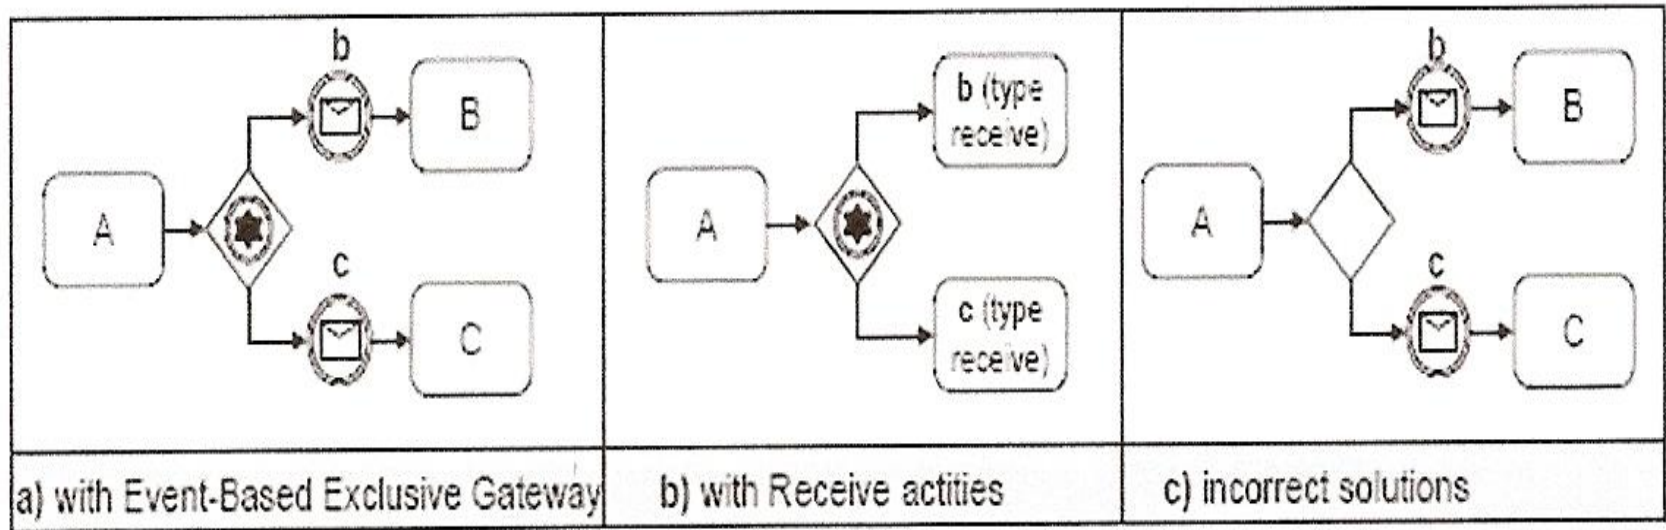 b
B
A
c
C
a) with Event-Based Exclusive Gateway
b (type
receive)
A
c (type
receive)
b) with Receive actities
b
B
A
c
C
c) incorrect solutions